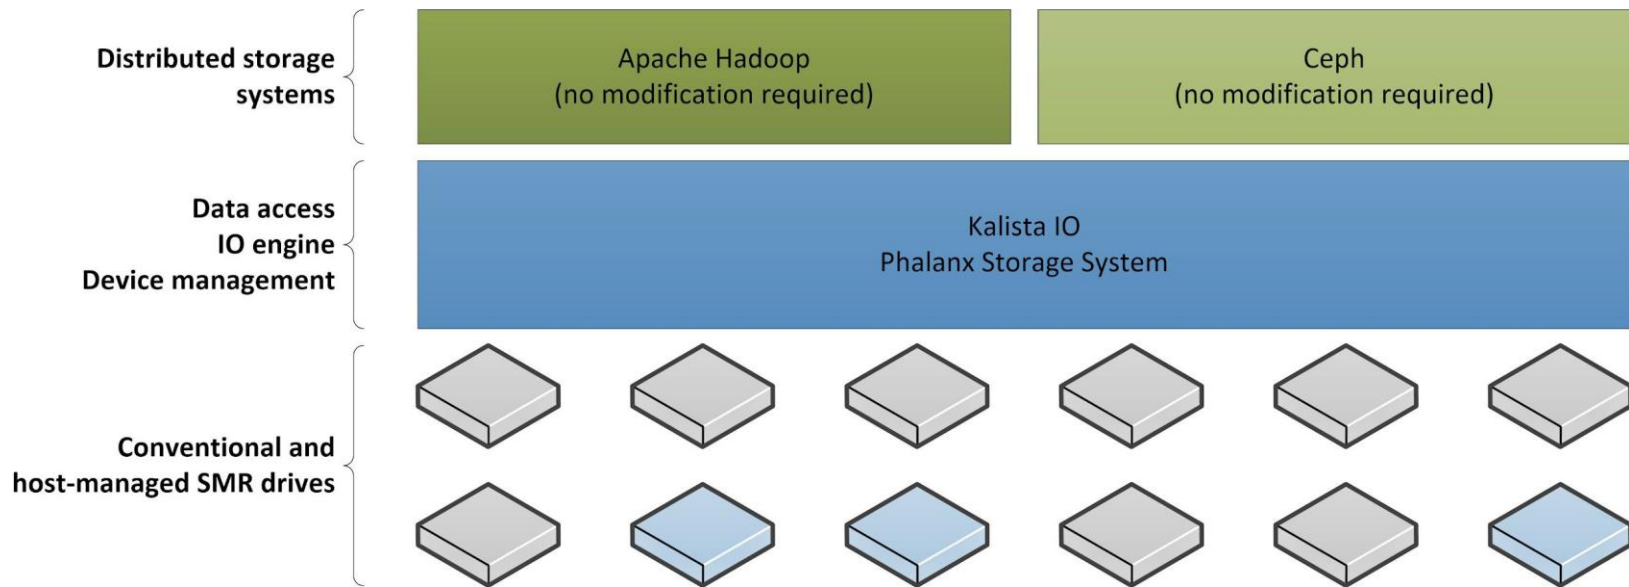 Distributed storage
systems
Apache Hadoop
(no modification required)
Ceph
(no modification required)
Data access
IO engine
Device management
Kalista IO
Phalanx Storage System
Conventional and
host-managed SMR drives